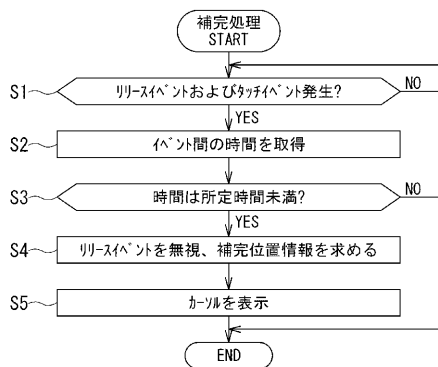 補完処理
START
S1
ﾘﾘｰｽｲﾍﾞﾝﾄおよびﾀｯﾁｲﾍﾞﾝﾄ発生?
NO
YES
S2
ｲﾍﾞﾝﾄ間の時間を取得
S3
時間は所定時間未満?
NO
YES
S4
ﾘﾘｰｽｲﾍﾞﾝﾄを無視、補完位置情報を求める
S5
ｶｰｿﾙを表示
END